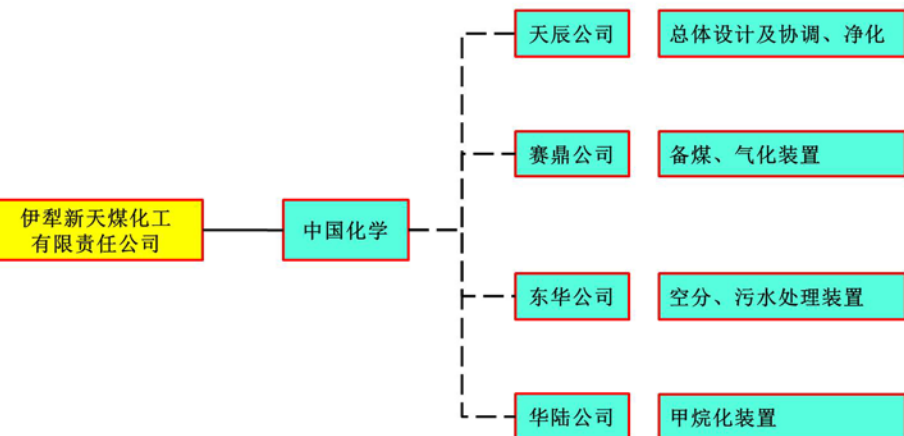 天辰公司
总体设计及协调、净化
赛鼎公司
备煤、气化装置
伊犁新天煤化工
有限责任公司
中国化学
东华公司
空分、污水处理装置
华陆公司
甲烷化装置